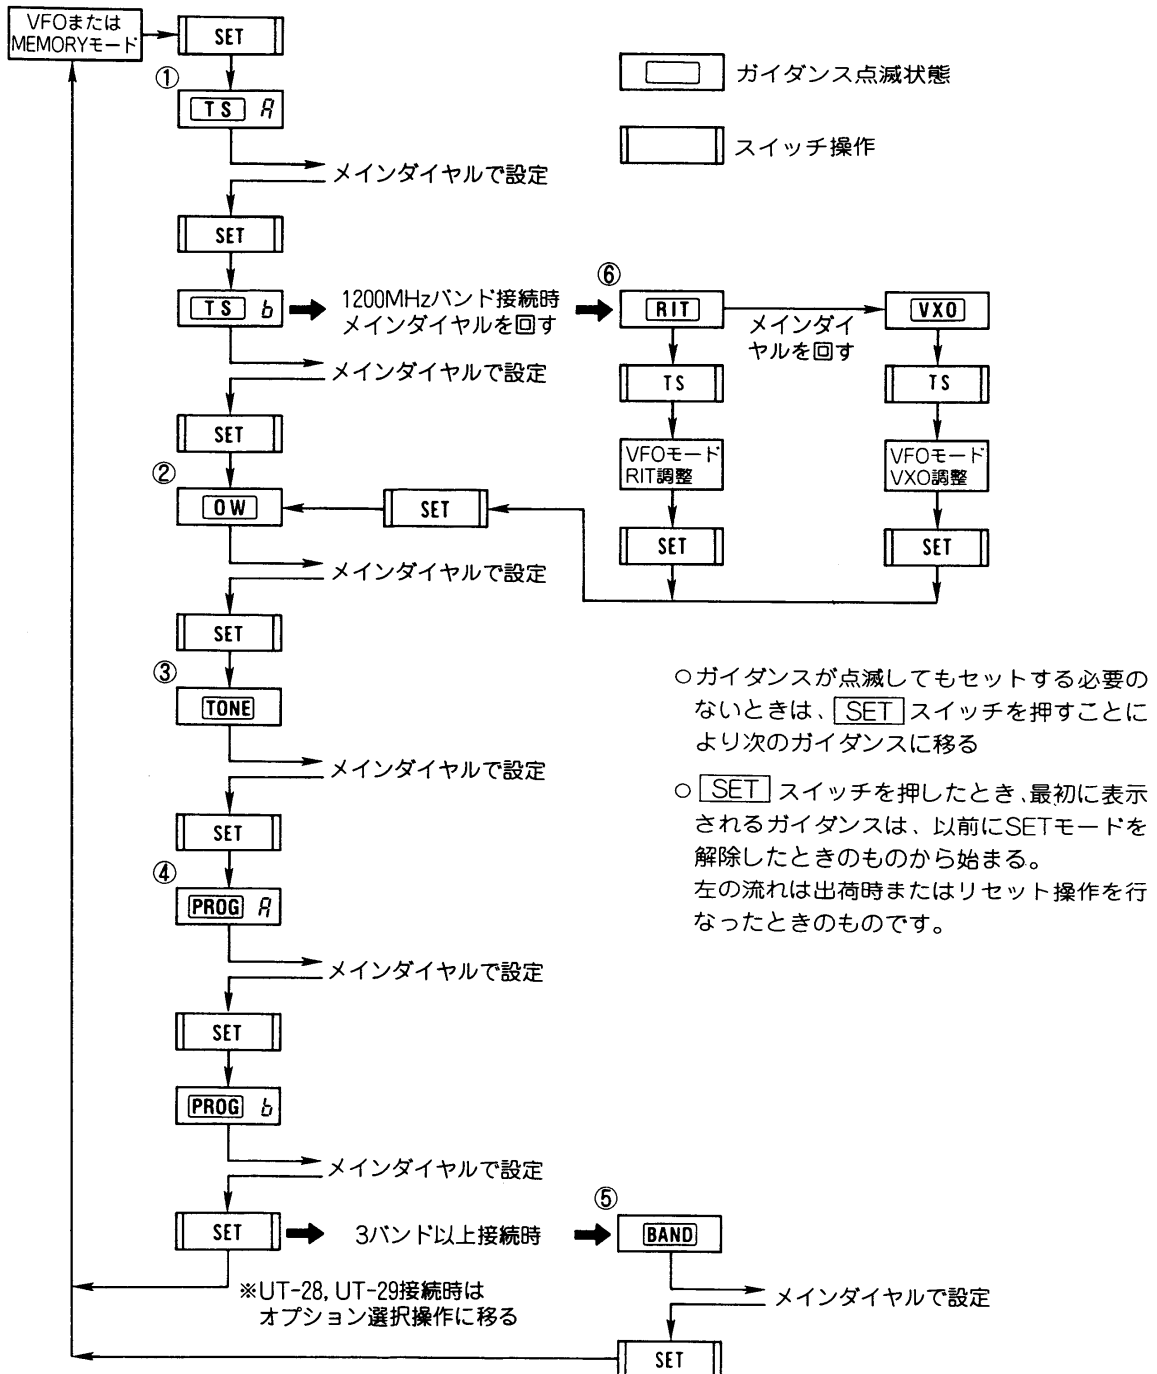 VFOまたは
MEMORYモード
SET
①
TS A
メインダイヤルで設定
SET
TS b
1200MHzバンド接続時
メインダイヤルを回す
メインダイヤルで設定
SET
②
OW
SET
メインダイヤルで設定
SET
③
TONE
メインダイヤルで設定
SET
④
PROG A
メインダイヤルで設定
SET
PROG b
メインダイヤルで設定
SET
3バンド以上接続時
※UT-28, UT-29接続時は
オプション選択操作に移る
⑤
BAND
メインダイヤルで設定
SET
⑥
RIT
メインダイ
ヤルを回す
VXO
TS
TS
VFOモード
RIT調整
VFOモード
VXO調整
SET
SET
ガイダンス点滅状態
スイッチ操作
○ガイダンスが点滅してもセットする必要の
ないときは、SETスイッチを押すことに
より次のガイダンスに移る
○SETスイッチを押したとき、最初に表示
されるガイダンスは、以前にSETモードを
解除したときのものから始まる。
左の流れは出荷時またはリセット操作を行
なったときのものです。